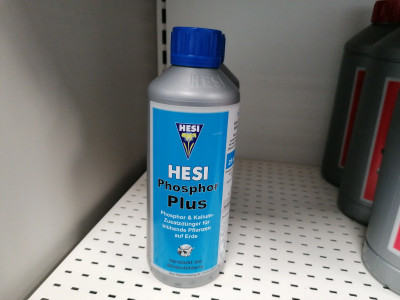 HESI
HESI
Phosphor
Plus
Phosphor & Kalium-
Zusatzdünger für
blühende Pflanzen
auf Erde